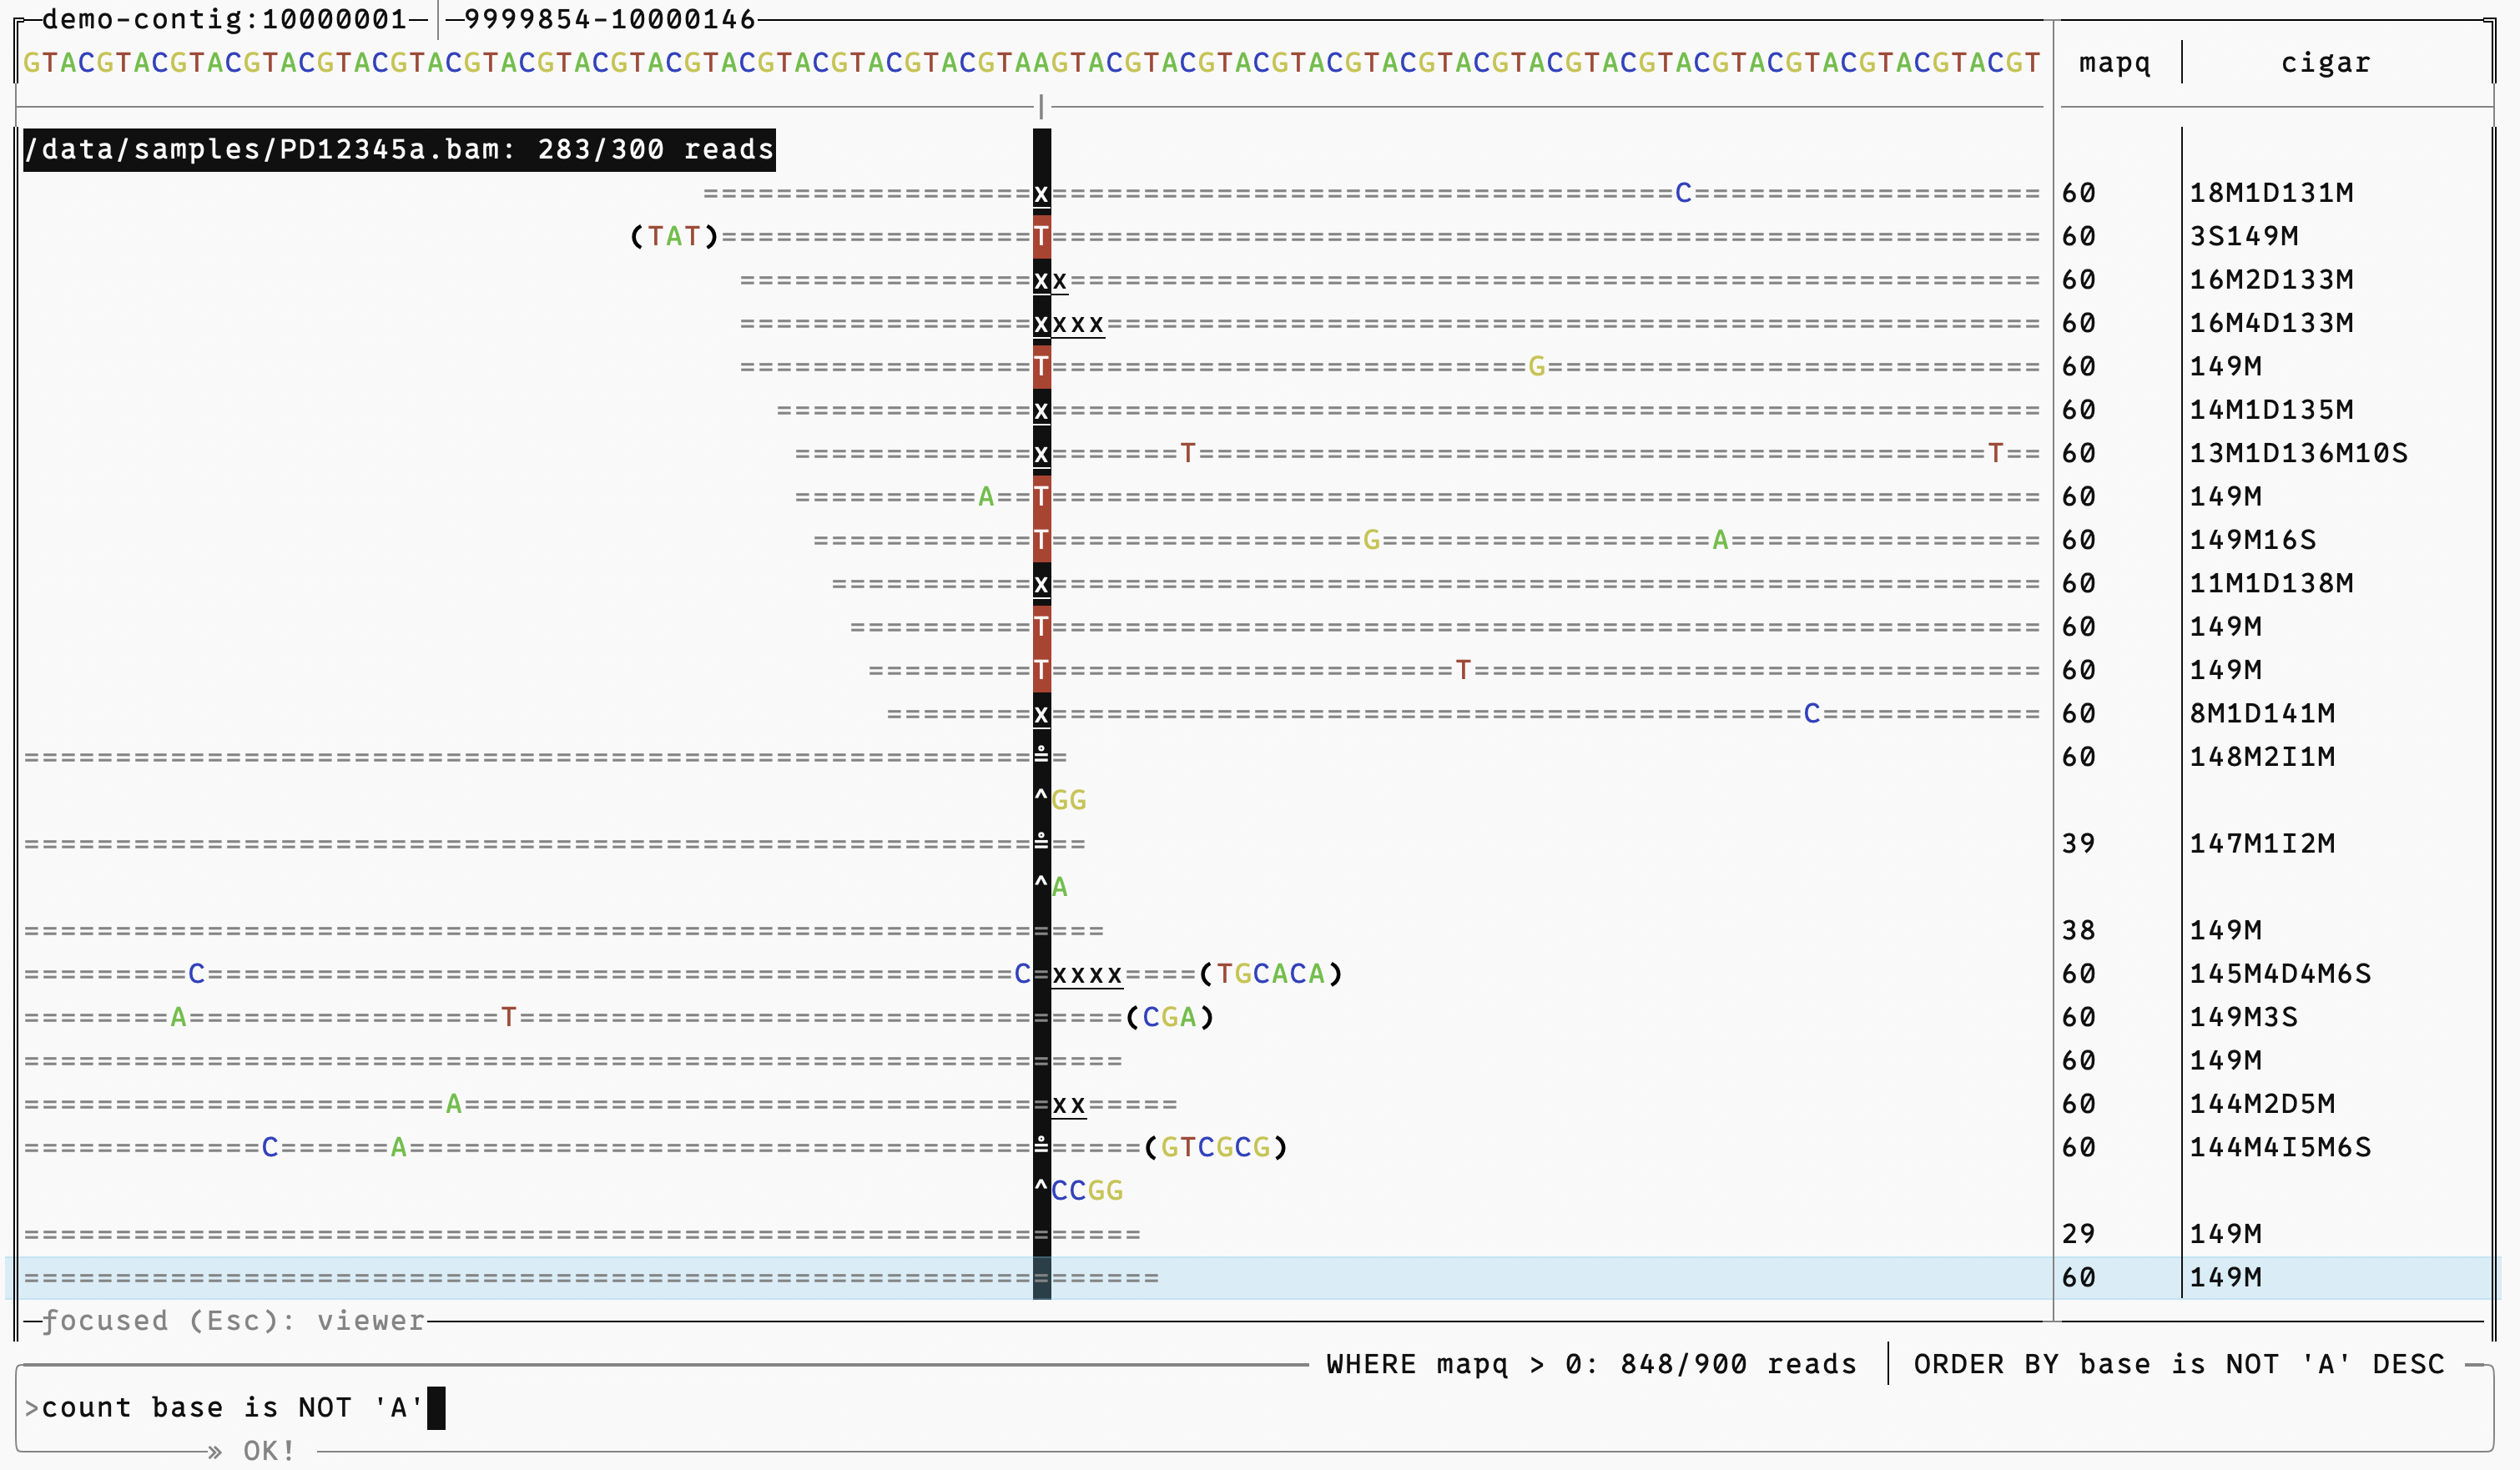 demo-contig:10000001 9999854-10000146
GTACGTACGTACGTACGTACGTACGTACGTACGTACGTACGTACGTACGTACGTAAGTACGTACGTACGTACGTACGTACGTACGTACGTACGTACGTACGTACGTACGT mapq cigar
/data/samples/PD12345a.bam: 283/300 reads
==================x==================================C=================== 60 18M1D131M
(TAT)=================T====================================================== 60 3S149M
================xx===================================================== 60 16M2D133M
================xxxx=================================================== 60 16M4D133M
================T==========================G=========================== 60 149M
==============x====================================================== 60 14M1D135M
=============x=======T===========================================T== 60 13M1D136M10S
==========A==T====================================================== 60 149M
============T=================G==================A================= 60 149M16S
===========x====================================================== 60 11M1D138M
==========T====================================================== 60 149M
=========T======================T=============================== 60 149M
========x=========================================C============ 60 8M1D141M
=======================================================≗= 60 148M2I1M
^GG
=======================================================≗== 39 147M1I2M
^A
=========================================================== 38 149M
=========C============================================C=xxxx====(TGCACA) 60 145M4D4M6S
========A=================T=================================(CGA) 60 149M3S
============================================================ 60 149M
=======================A================================xx===== 60 144M2D5M
=============C======A==================================≗=====(GTCGCG) 60 144M4I5M6S
^CCGG
============================================================= 29 149M
============================================================== 60 149M
focused (Esc): viewer
WHERE mapq > 0: 848/900 reads ORDER BY base is NOT 'A' DESC
>count base is NOT 'A'
» OK!